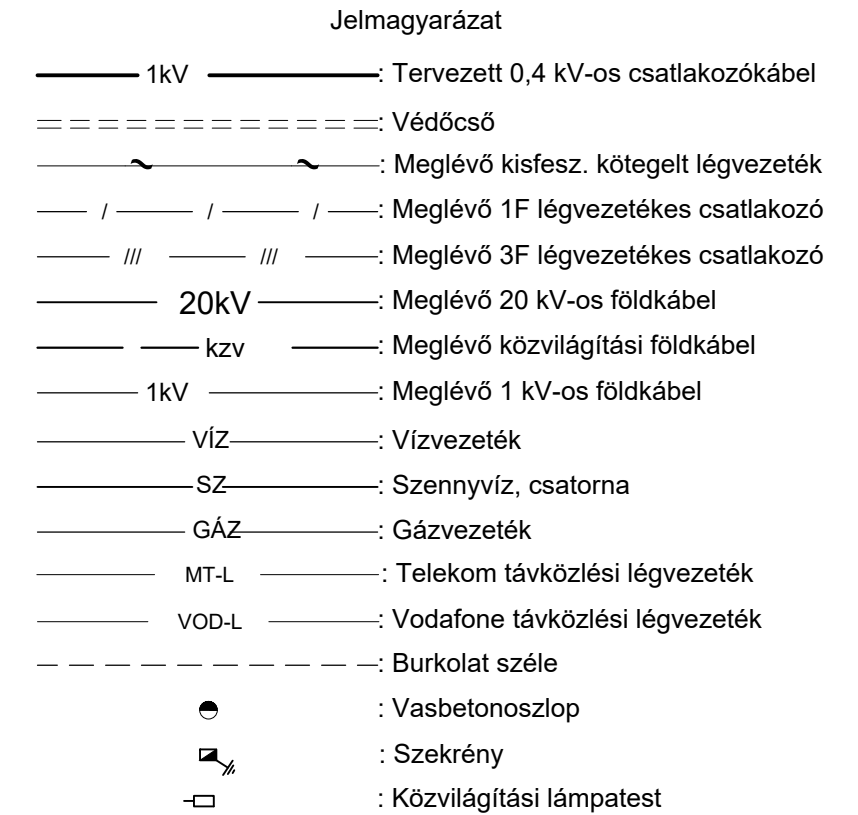 Jelmagyarázat
1kV : Tervezett 0,4 kV-os csatlakozókábel
: Védőcső
: Meglévő kisfesz. kötegelt légvezeték
/ / / : Meglévő 1F légvezetékes csatlakozó
/// /// : Meglévő 3F légvezetékes csatlakozó
20kV : Meglévő 20 kV-os földkábel
kzv : Meglévő közvilágítási földkábel
1kV : Meglévő 1 kV-os földkábel
VÍZ : Vízvezeték
SZ : Szennyvíz, csatorna
GÁZ : Gázvezeték
MT-L : Telekom távközlési légvezeték
VOD-L : Vodafone távközlési légvezeték
: Burkolat széle
: Vasbetonoszlop
: Szekrény
: Közvilágítási lámpatest